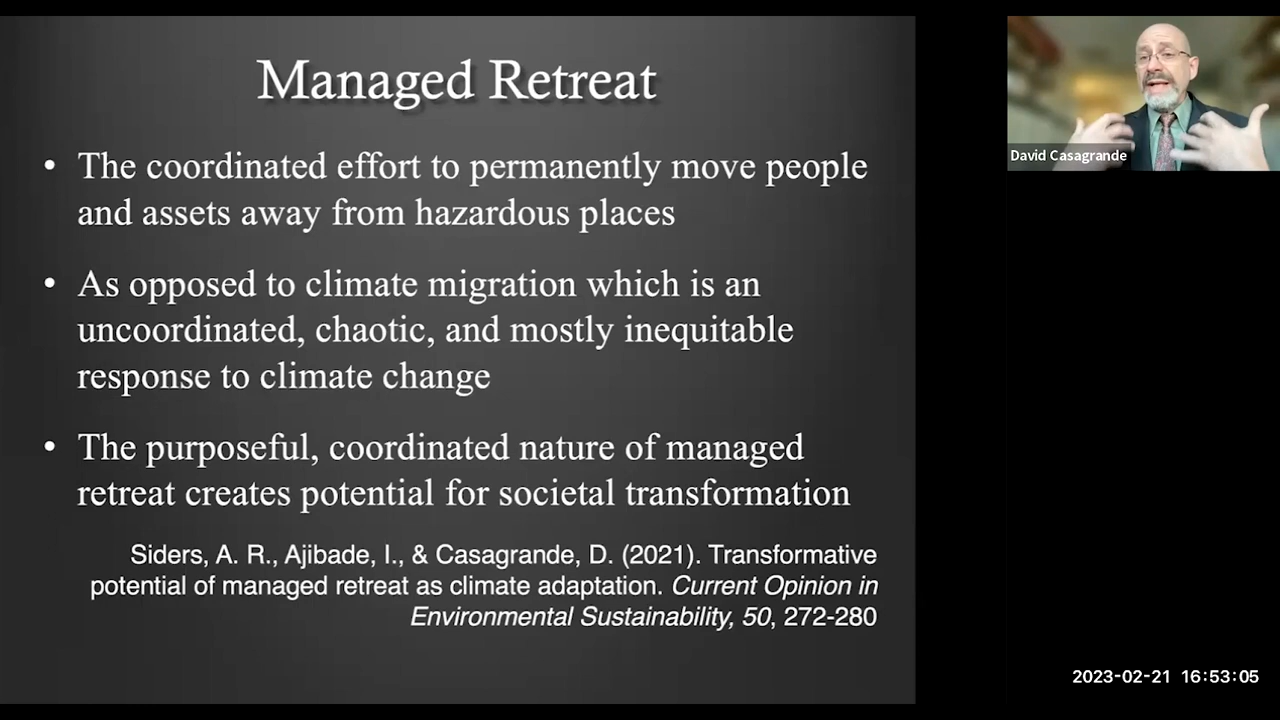 Managed Retreat
• The coordinated effort to permanently move people
and assets away from hazardous places
• As opposed to climate migration which is an
uncoordinated, chaotic, and mostly inequitable
response to climate change
• The purposeful, coordinated nature of managed
retreat creates potential for societal transformation
Siders, A. R., Ajibade, I., & Casagrande, D. (2021). Transformative
potential of managed retreat as climate adaptation. Current Opinion in
Environmental Sustainability, 50, 272-280
David Casagrande
2023-02-21 16:53:05